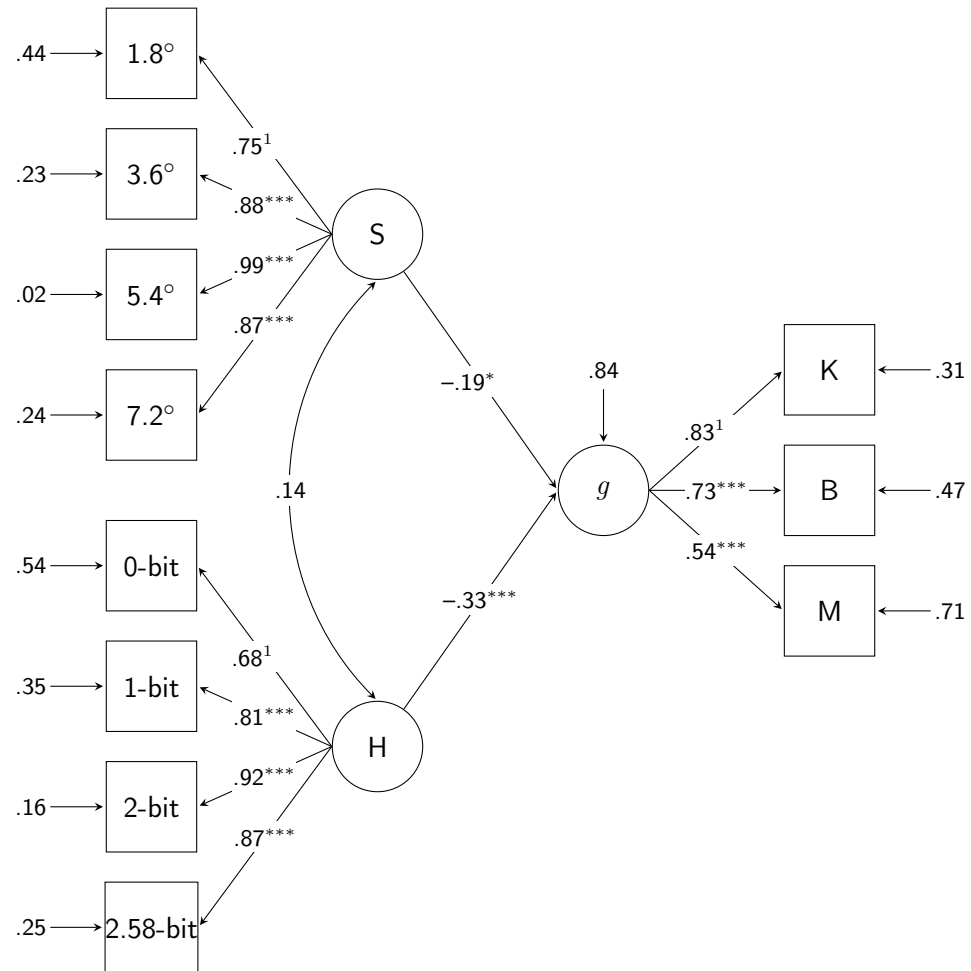 .44 1.8°
.75¹
.23 3.6°
.88***
S
.99***
.02 5.4°
.87***
.24 7.2°
−.19*
.84
K .31
.83¹
.14
g
.73***
B .47
.54***
.54 0-bit
−.33***
M .71
.68¹
.35 1-bit
.81***
H
.92***
.16 2-bit
.87***
.25 2.58-bit